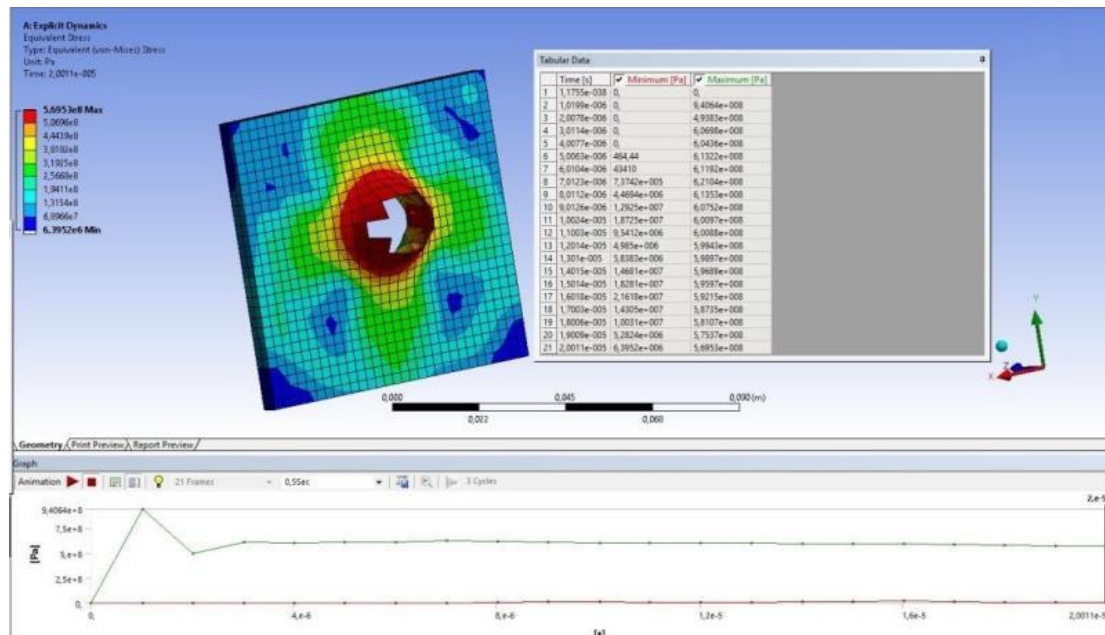 A: Explicit Dynamics
Equivalent Stress
Type: Equivalent (von-Mises) Stress
Unit: Pa
Time: 2,0011e-005
5,6953e8 Max
5,0696e8
4,4439e8
3,8182e8
3,1925e8
2,5668e8
1,9411e8
1,3154e8
6,8966e7
6,3952e6 Min
Tabular Data
Time [s] Minimum [Pa] Maximum [Pa]
1 1,1755e-038 0, 0,
2 1,0199e-006 0, 9,4064e+008
3 2,0078e-006 0, 4,9383e+008
4 3,0114e-006 0, 6,0698e+008
5 4,0077e-006 0, 6,0436e+008
6 5,0063e-006 464,44 6,1322e+008
7 6,0104e-006 43410 6,1192e+008
8 7,0123e-006 7,3742e+005 6,2104e+008
9 8,0112e-006 4,4694e+006 6,1353e+008
10 9,0126e-006 1,2925e+007 6,0752e+008
11 1,0024e-005 1,8725e+007 6,0097e+008
12 1,1003e-005 9,5412e+006 6,0088e+008
13 1,2014e-005 4,985e+006 5,9943e+008
14 1,301e-005 5,8383e+006 5,9897e+008
15 1,4015e-005 1,4681e+007 5,9689e+008
16 1,5014e-005 1,8281e+007 5,9597e+008
17 1,6018e-005 2,1618e+007 5,9215e+008
18 1,7003e-005 1,4305e+007 5,8735e+008
19 1,8006e-005 1,0031e+007 5,8107e+008
20 1,9009e-005 5,2824e+006 5,7537e+008
21 2,0011e-005 6,3952e+006 5,6953e+008
Y
Z
X
0,000 0,045 0,090 (m)
0,022 0,068
Geometry Print Preview Report Preview
Graph
Animation 21 Frames 0,5Sec 3 Cycles
2,e-5
9,4064e+8
7,5e+8
5,e+8
2,5e+8
0,
[Pa]
0, 4,e-6 8,e-6 1,2e-5 1,6e-5 2,0011e-5
[s]